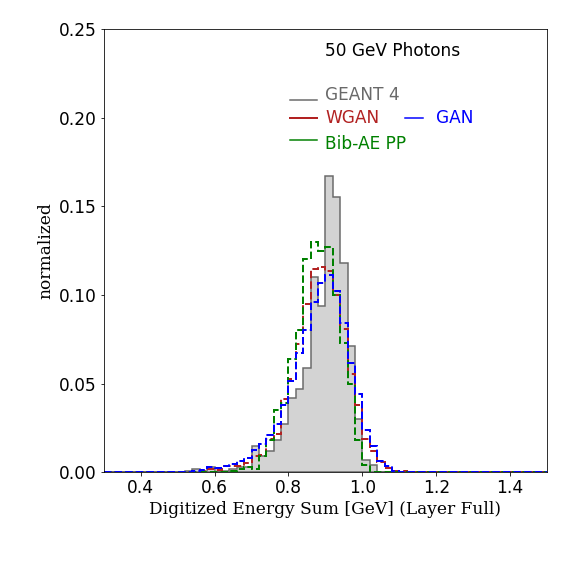 50 GeV Photons
GEANT 4
WGAN GAN
Bib-AE PP
normalized
0.25
0.20
0.15
0.10
0.05
0.00
0.4 0.6 0.8 1.0 1.2 1.4
Digitized Energy Sum [GeV] (Layer Full)